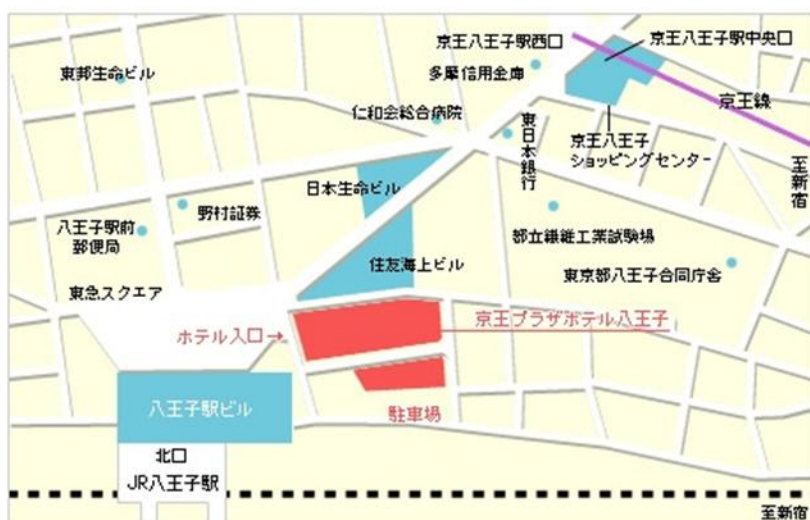 京王八王子駅西口
京王八王子駅中央口
東邦生命ビル
多摩信用金庫
京王線
仁和会総合病院
東日本銀行
京王八王子
ショッピングセンター
至新宿
日本生命ビル
野村証券
八王子駅前
郵便局
都立繊維工業試験場
住友海上ビル
東京都八王子合同庁舎
東急スクエア
ホテル入口→
京王プラザホテル八王子
八王子駅ビル
駐車場
北口
JR八王子駅
至新宿